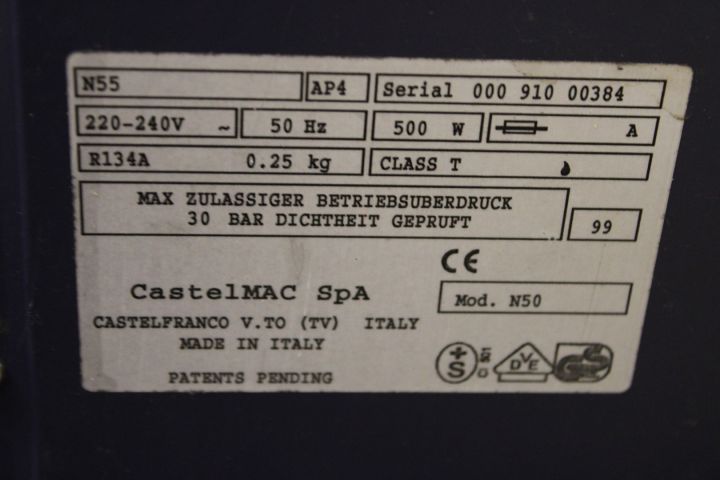 N55 AP4 Serial 000 910 00384
220-240V ~ 50 Hz 500 W A
R134A 0.25 kg CLASS T
MAX ZULASSIGER BETRIEBSUBERDRUCK
30 BAR DICHTHEIT GEPRUFT
99
CE
CastelMAC SpA
Mod. N50
CASTELFRANCO V.TO (TV) ITALY
MADE IN ITALY
PATENTS PENDING
+S
DVE